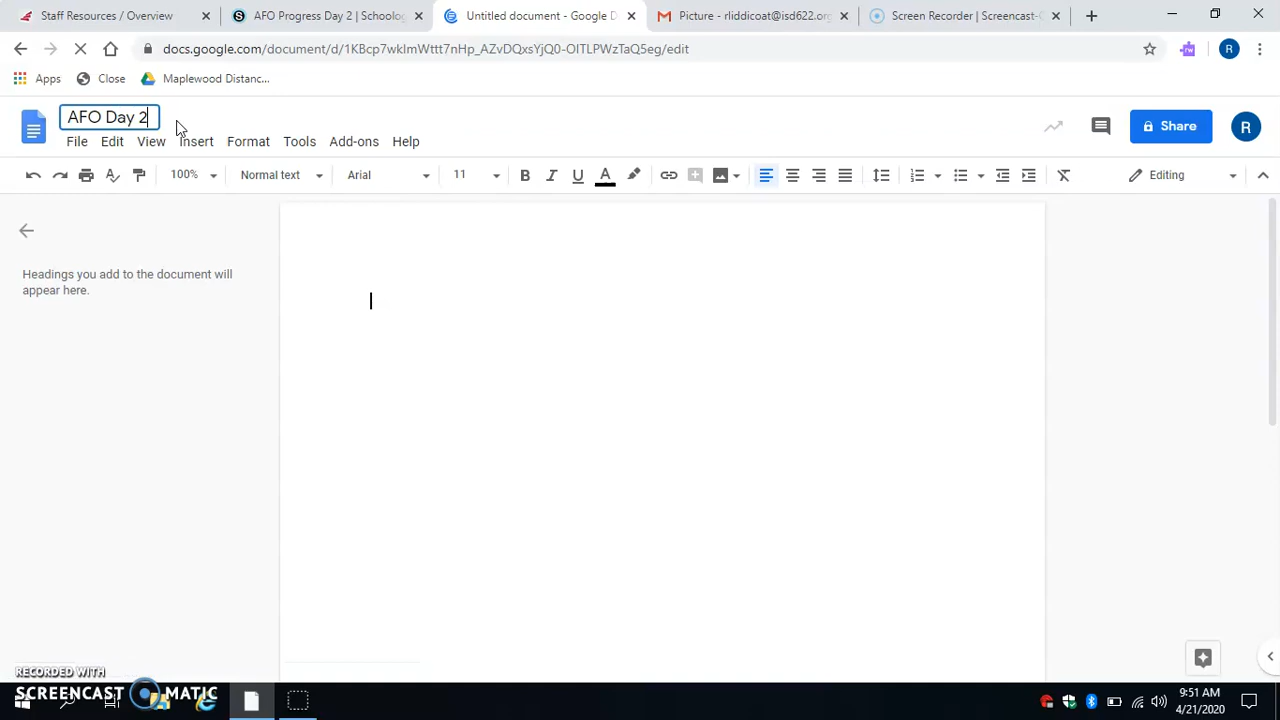 Staff Resources / Overview
AFO Progress Day 2 | Schoolog
Untitled document - Google D
Picture - rliddicoat@isd622.org
Screen Recorder | Screencast-O
docs.google.com/document/d/1KBcp7wklmWttt7nHp_AZvDQxsYjQ0-OITLPWzTaQ5eg/edit
R
Apps
Close
Maplewood Distanc...
AFO Day 2
File Edit View Insert Format Tools Add-ons Help
Share
R
100% Normal text Arial 11 B I U A Editing
Headings you add to the document will
appear here.
RECORDED WITH
SCREENCAST MATIC
9:51 AM
4/21/2020